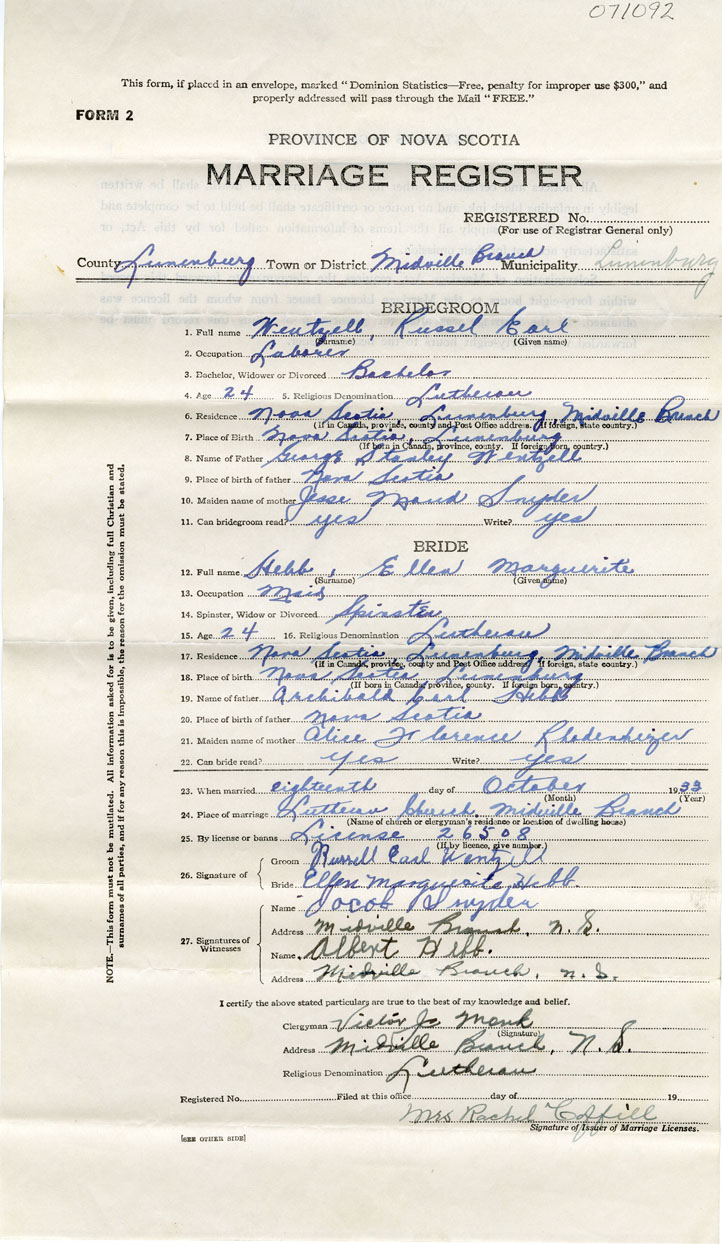 071092
This form, if placed in an envelope, marked "Dominion Statistics—Free, penalty for improper use $300," and
properly addressed will pass through the Mail "FREE."
FORM 2
PROVINCE OF NOVA SCOTIA
MARRIAGE REGISTER
REGISTERED No.
(For use of Registrar General only)
County Lunenburg Town or District Midville Branch Municipality Lunenburg
BRIDEGROOM
1. Full name Wentzell, Russel Earl
(Surname) (Given name)
2. Occupation Laborer
3. Bachelor, Widower or Divorced Bachelor
4. Age 24 5. Religious Denomination Lutheran
6. Residence Nova Scotia, Lunenburg, Midville Branch
(If in Canada, province, county and Post Office address. If foreign, state country.)
7. Place of Birth Nova Scotia, Lunenburg
(If born in Canada, province, county. If foreign born, country.)
8. Name of Father George Stanley Wentzell
9. Place of birth of father Nova Scotia
10. Maiden name of mother Jesse Maud Snyder
11. Can bridegroom read? yes Write? yes
BRIDE
12. Full name Hebb, Ellen Marguerite
(Surname) (Given name)
13. Occupation Maid
14. Spinster, Widow or Divorced Spinster
15. Age 24 16. Religious Denomination Lutheran
17. Residence Nova Scotia, Lunenburg, Midville Branch
(If in Canada, province, county and Post Office address. If foreign, state country.)
18. Place of birth Nova Scotia Lunenburg
(If born in Canada, province, county. If foreign born, country.)
19. Name of father Archibald Earl Hebb
20. Place of birth of father Nova Scotia
21. Maiden name of mother Alice Florence Rhodenheizer
22. Can bride read? yes Write? yes
23. When married eighteenth day of October 1933
(Month) (Year)
24. Place of marriage Lutheran Church, Midville Branch
(Name of church or clergyman's residence or location of dwelling house)
25. By license or banns License 26508
(If by licence, give number.)
26. Signature of
Groom Russell Earl Wentzell
Bride Ellen Marguerite Hebb.
27. Signatures of Witnesses
Name Jacob Snyder
Address Midville Branch, N.S.
Name Albert Hebb.
Address Midville Branch, N.S.
NOTE.—This form must not be mutilated. All information asked for is to be given, including full Christian and
surnames of all parties, and if for any reason this is impossible, the reason for the omission must be stated.
I certify the above stated particulars are true to the best of my knowledge and belief.
Clergyman Victor J. Monk
(Signature)
Address Midville Branch, N.S.
Religious Denomination Lutheran
Registered No. Filed at this office day of 19
Mrs Rachel Coffill
Signature of Issuer of Marriage Licenses.
[SEE OTHER SIDE]